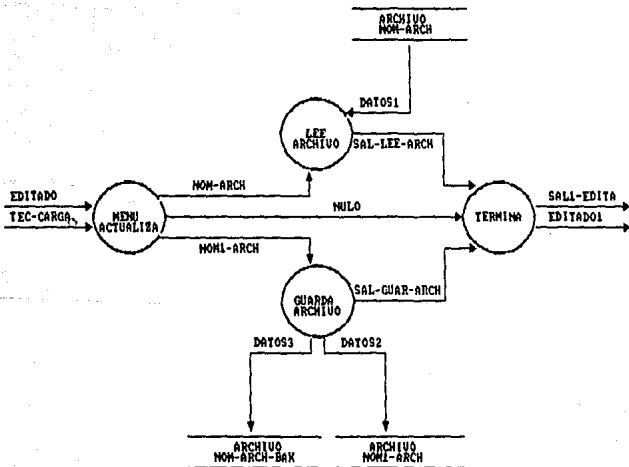 ARCHIVO
NOM-ARCH
DATOS1
LEE
ARCHIVO
SAL-LEE-ARCH
NOM-ARCH
EDITADO
TEC-CARGA
MENU
ACTUALIZA
NULO
TERMINA
SAL1-EDITA
EDITADO1
NOM1-ARCH
GUARDA
ARCHIVO
SAL-GUAR-ARCH
DATOS3
DATOS2
ARCHIVO
NOM-ARCH-BAK
ARCHIVO
NOM1-ARCH